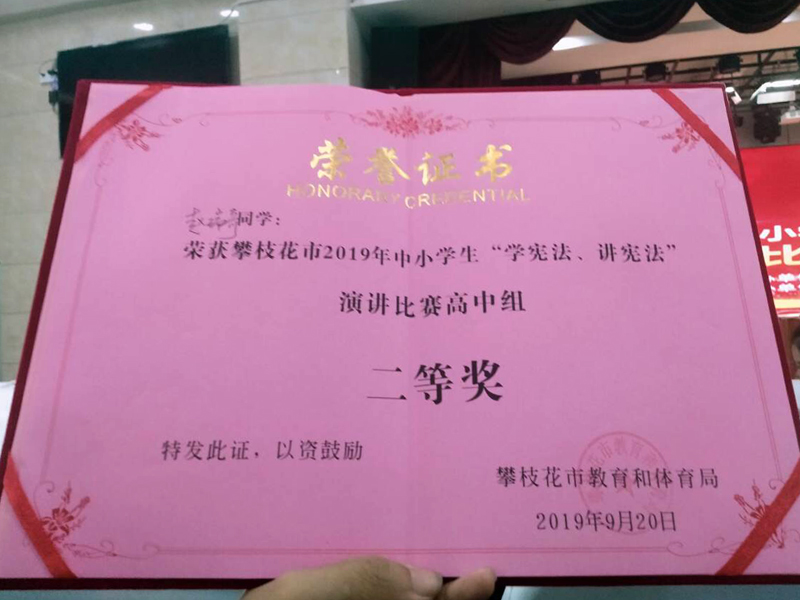 荣誉证书
HONORARY CREDENTIAL
同学：
荣获攀枝花市2019年中小学生“学宪法、讲宪法”
演讲比赛高中组
二等奖
特发此证，以资鼓励
攀枝花市教育和体育局
2019年9月20日
小
比